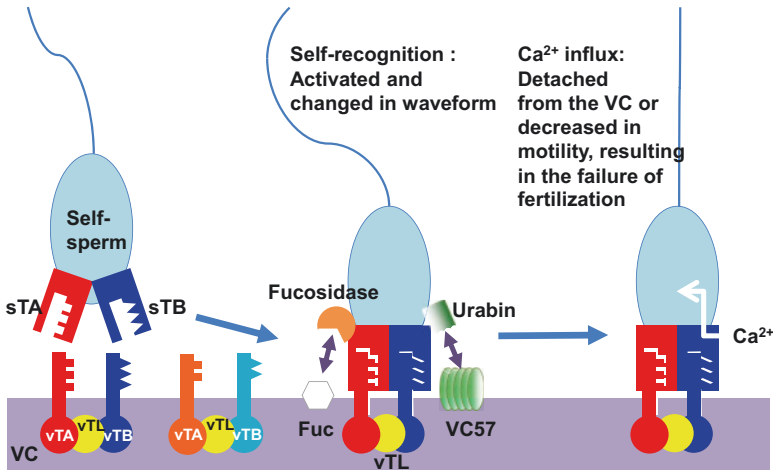 Self-recognition :
Activated and
changed in waveform
Ca²⁺ influx:
Detached
from the VC or
decreased in
motility, resulting
in the failure of
fertilization
Self-
sperm
sTA
sTB
Fucosidase
Urabin
Ca²⁺
vTA
vTL
vTB
vTA
vTL
vTB
VC
Fuc
vTL
VC57